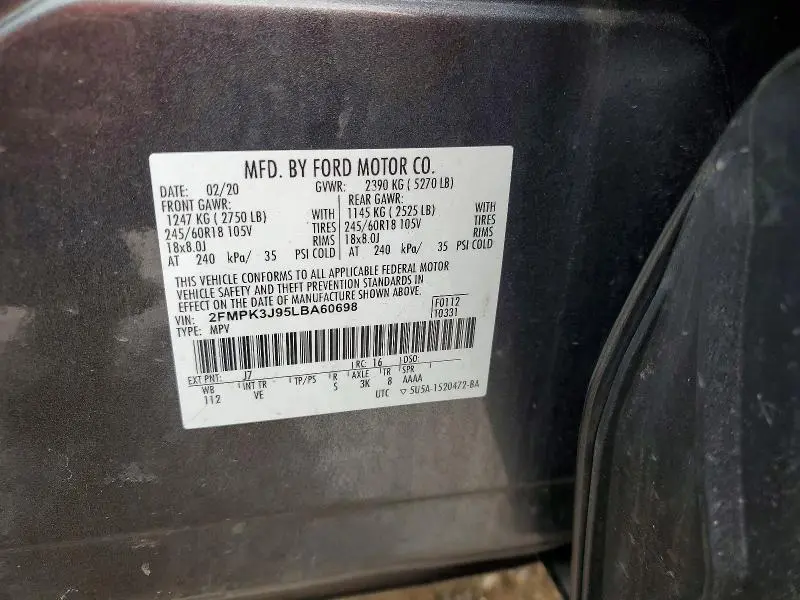 MFD. BY FORD MOTOR CO.
DATE: 02/20 GVWR: 2390 KG ( 5270 LB)
FRONT GAWR: REAR GAWR:
1247 KG ( 2750 LB) WITH 1145 KG ( 2525 LB) WITH
245/60R18 105V TIRES 245/60R18 105V TIRES
18x8.0J RIMS 18x8.0J RIMS
AT 240 kPa/ 35 PSI COLD AT 240 kPa/ 35 PSI COLD
THIS VEHICLE CONFORMS TO ALL APPLICABLE FEDERAL MOTOR
VEHICLE SAFETY AND THEFT PREVENTION STANDARDS IN
EFFECT ON THE DATE OF MANUFACTURE SHOWN ABOVE.
VIN: 2FMPK3J95LBA60698 F0112
TYPE: MPV 10331
EXT PNT: J7 RC: 16 DSO:
WB INT TR TP/PS R AXLE TR SPR
112 VE S 3K 8 AAAA
UTC ▽ 5U5A-1520472-BA